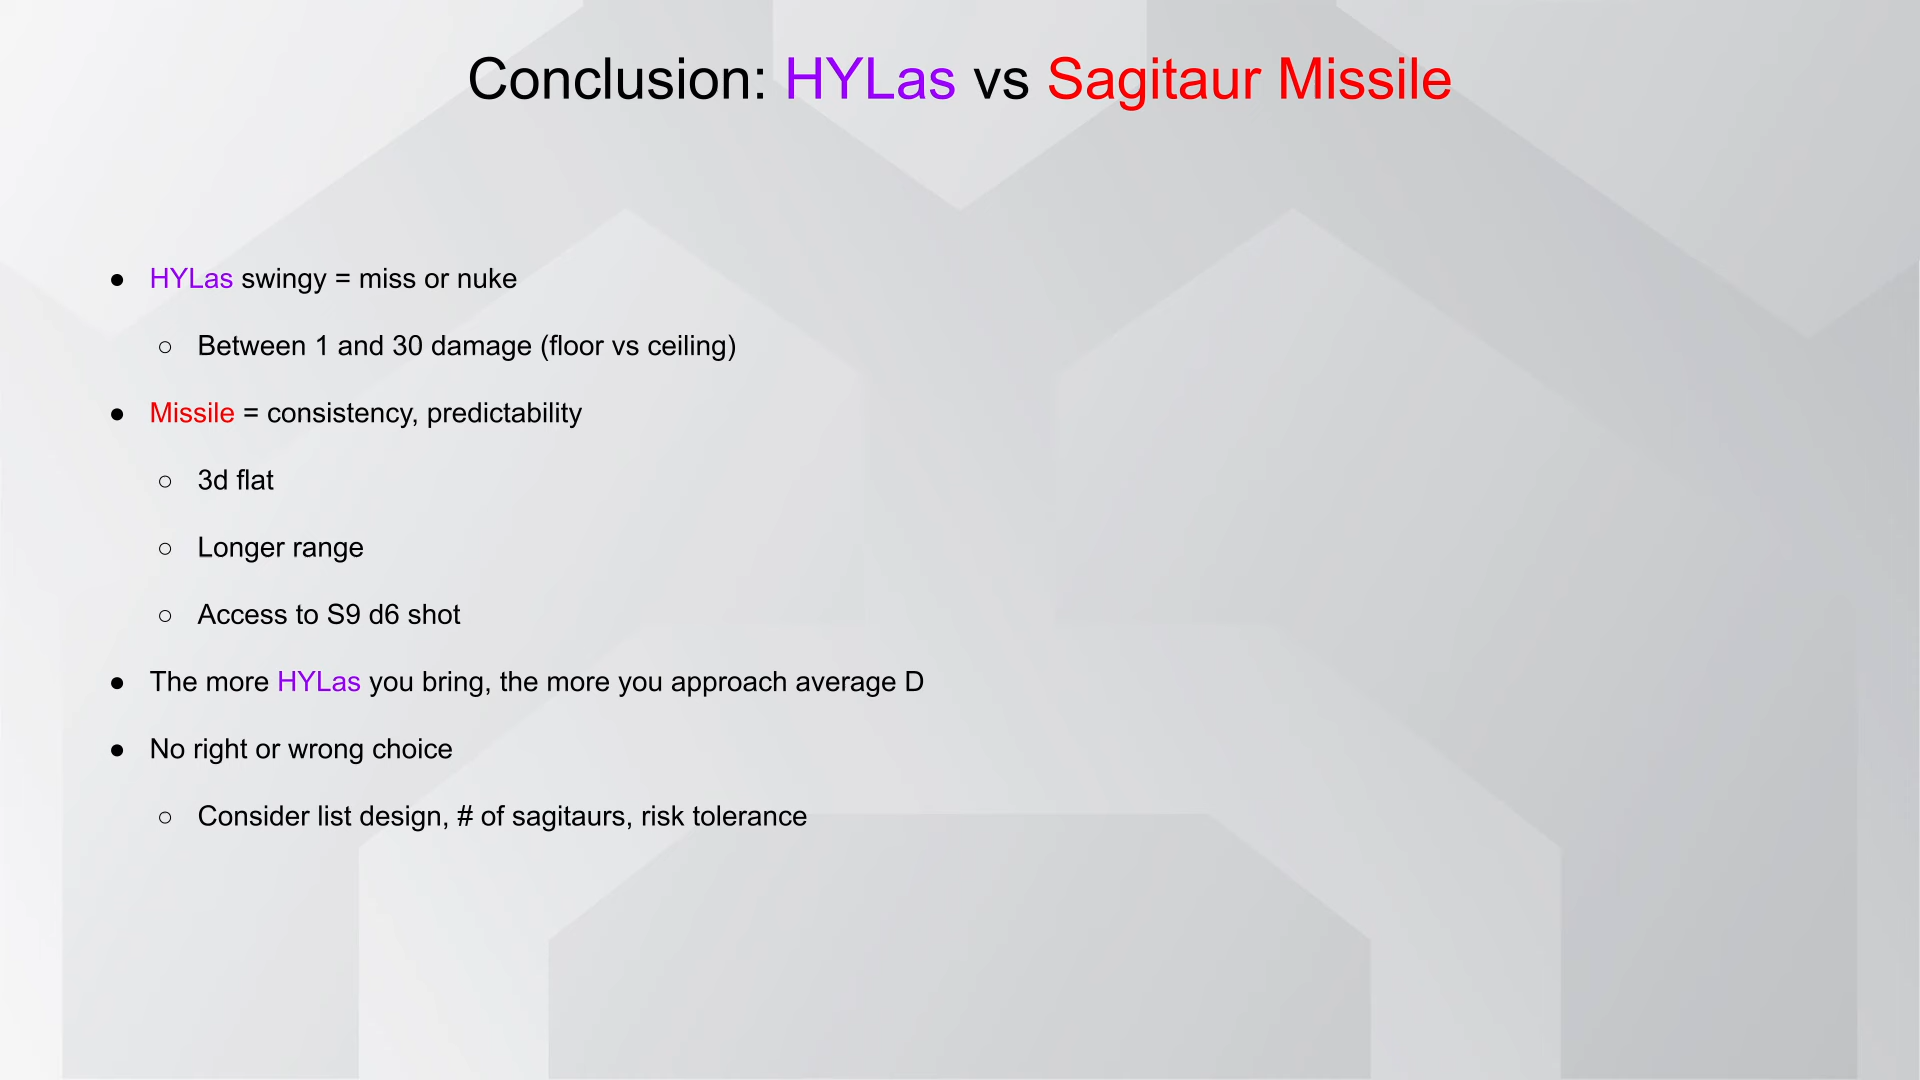 Conclusion: HYLas vs Sagitaur Missile
● HYLas swingy = miss or nuke
○ Between 1 and 30 damage (floor vs ceiling)
● Missile = consistency, predictability
○ 3d flat
○ Longer range
○ Access to S9 d6 shot
● The more HYLas you bring, the more you approach average D
● No right or wrong choice
○ Consider list design, # of sagitaurs, risk tolerance